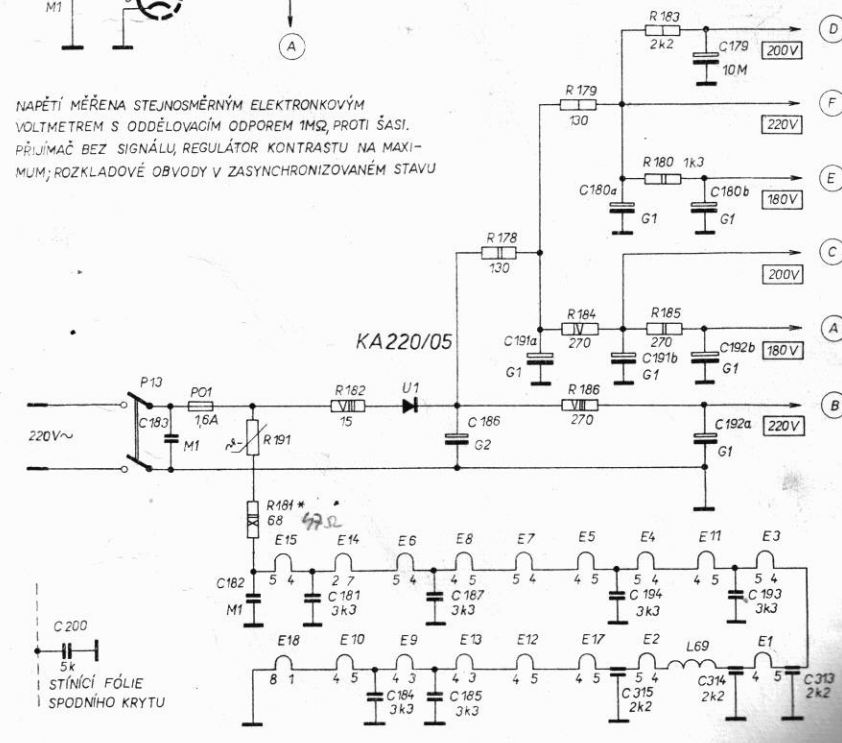 M1
A
R 183
2k2
C179
10M
200V
D
R 179
130
220V
F
NAPĚTÍ MĚŘENA STEJNOSMĚRNÝM ELEKTRONKOVÝM
VOLTMETREM S ODDĚLOVACÍM ODPOREM 1MΩ, PROTI ŠASI.
PŘIJÍMAČ BEZ SIGNÁLU, REGULÁTOR KONTRASTU NA MAXI-
MUM; ROZKLADOVÉ OBVODY V ZASYNCHRONIZOVANÉM STAVU
R 180 1k3
C180a
G1
C180b
G1
180V
E
R 178
130
200V
C
R184
270
R185
270
C191a
G1
C191b
G1
C192b
G1
180V
A
KA220/05
P13
PO1
1,6A
C183
M1
R 191
R182
15
U1
C 186
G2
R 186
270
C192a
G1
220V
B
220V~
R181*
68
47Ω
E15
E14
E6
E8
E7
E5
E4
E11
E3
5 4
2 7
5 4
4 5
5 4
4 5
5 4
4 5
5 4
C182
M1
C 181
3k3
C187
3k3
C 194
3k3
C 193
3k3
C 200
5k
STÍNÍCÍ FÓLIE
SPODNÍHO KRYTU
E18
E10
E9
E13
E12
E17
E2
L69
E1
8 1
4 5
4 3
4 3
4 5
4 5
5 4
4 5
C184
3k3
C185
3k3
C315
2k2
C314
2k2
C313
2k2